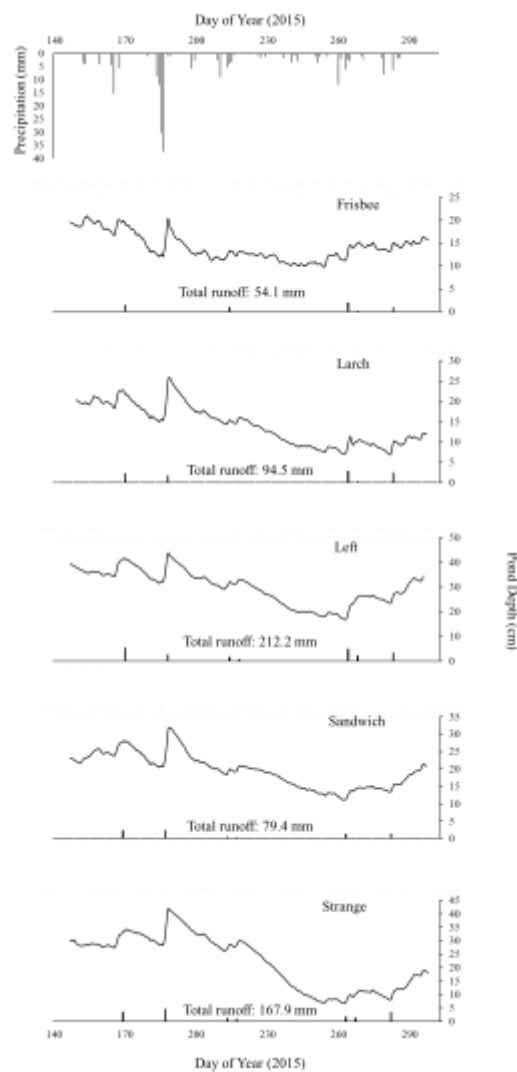 Day of Year (2015)
140 170 200 230 260 290
Precipitation (mm)
0
5
10
15
20
25
30
35
40
Frisbee
25
20
15
10
5
0
Total runoff: 54.1 mm
Larch
30
25
20
15
10
5
0
Total runoff: 94.5 mm
Left
50
40
30
20
10
0
Total runoff: 212.2 mm
Pond Depth (cm)
Sandwich
35
30
25
20
15
10
5
0
Total runoff: 79.4 mm
Strange
45
40
35
30
25
20
15
10
5
0
Total runoff: 167.9 mm
140 170 200 230 260 290
Day of Year (2015)